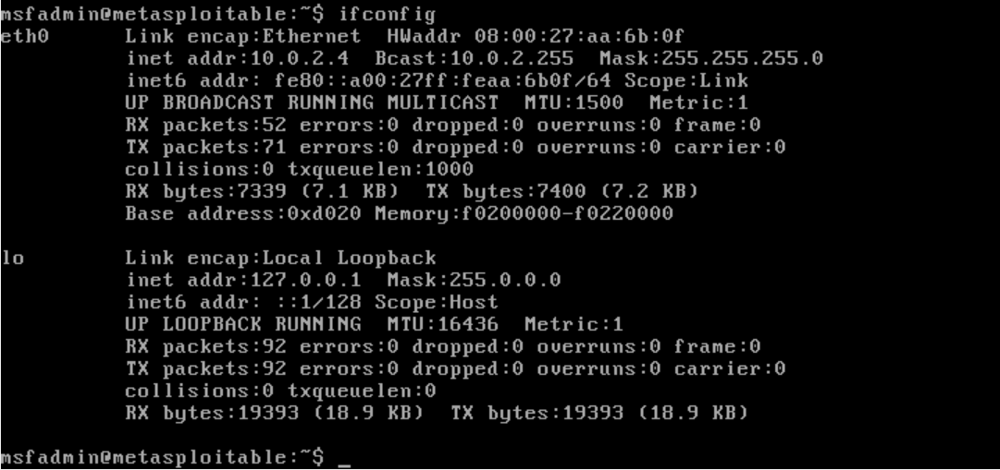 msfadmin@metasploitable:~$ ifconfig
eth0      Link encap:Ethernet  HWaddr 08:00:27:aa:6b:0f
          inet addr:10.0.2.4  Bcast:10.0.2.255  Mask:255.255.255.0
          inet6 addr: fe80::a00:27ff:feaa:6b0f/64 Scope:Link
          UP BROADCAST RUNNING MULTICAST  MTU:1500  Metric:1
          RX packets:52 errors:0 dropped:0 overruns:0 frame:0
          TX packets:71 errors:0 dropped:0 overruns:0 carrier:0
          collisions:0 txqueuelen:1000
          RX bytes:7339 (7.1 KB)  TX bytes:7400 (7.2 KB)
          Base address:0xd020 Memory:f0200000-f0220000

lo        Link encap:Local Loopback
          inet addr:127.0.0.1  Mask:255.0.0.0
          inet6 addr: ::1/128 Scope:Host
          UP LOOPBACK RUNNING  MTU:16436  Metric:1
          RX packets:92 errors:0 dropped:0 overruns:0 frame:0
          TX packets:92 errors:0 dropped:0 overruns:0 carrier:0
          collisions:0 txqueuelen:0
          RX bytes:19393 (18.9 KB)  TX bytes:19393 (18.9 KB)

msfadmin@metasploitable:~$ _